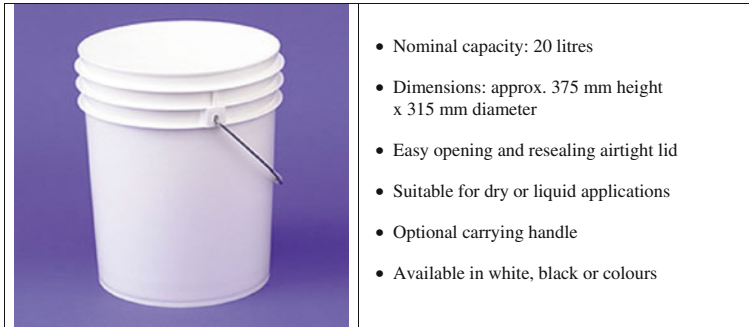 • Nominal capacity: 20 litres
• Dimensions: approx. 375 mm height
x 315 mm diameter
• Easy opening and resealing airtight lid
• Suitable for dry or liquid applications
• Optional carrying handle
• Available in white, black or colours